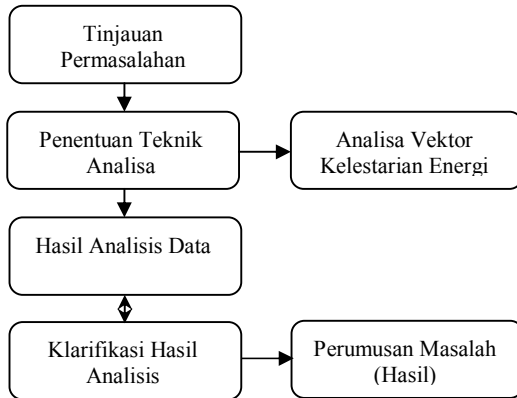 Tinjauan
Permasalahan
Penentuan Teknik
Analisa
Analisa Vektor
Kelestarian Energi
Hasil Analisis Data
Klarifikasi Hasil
Analisis
Perumusan Masalah
(Hasil)